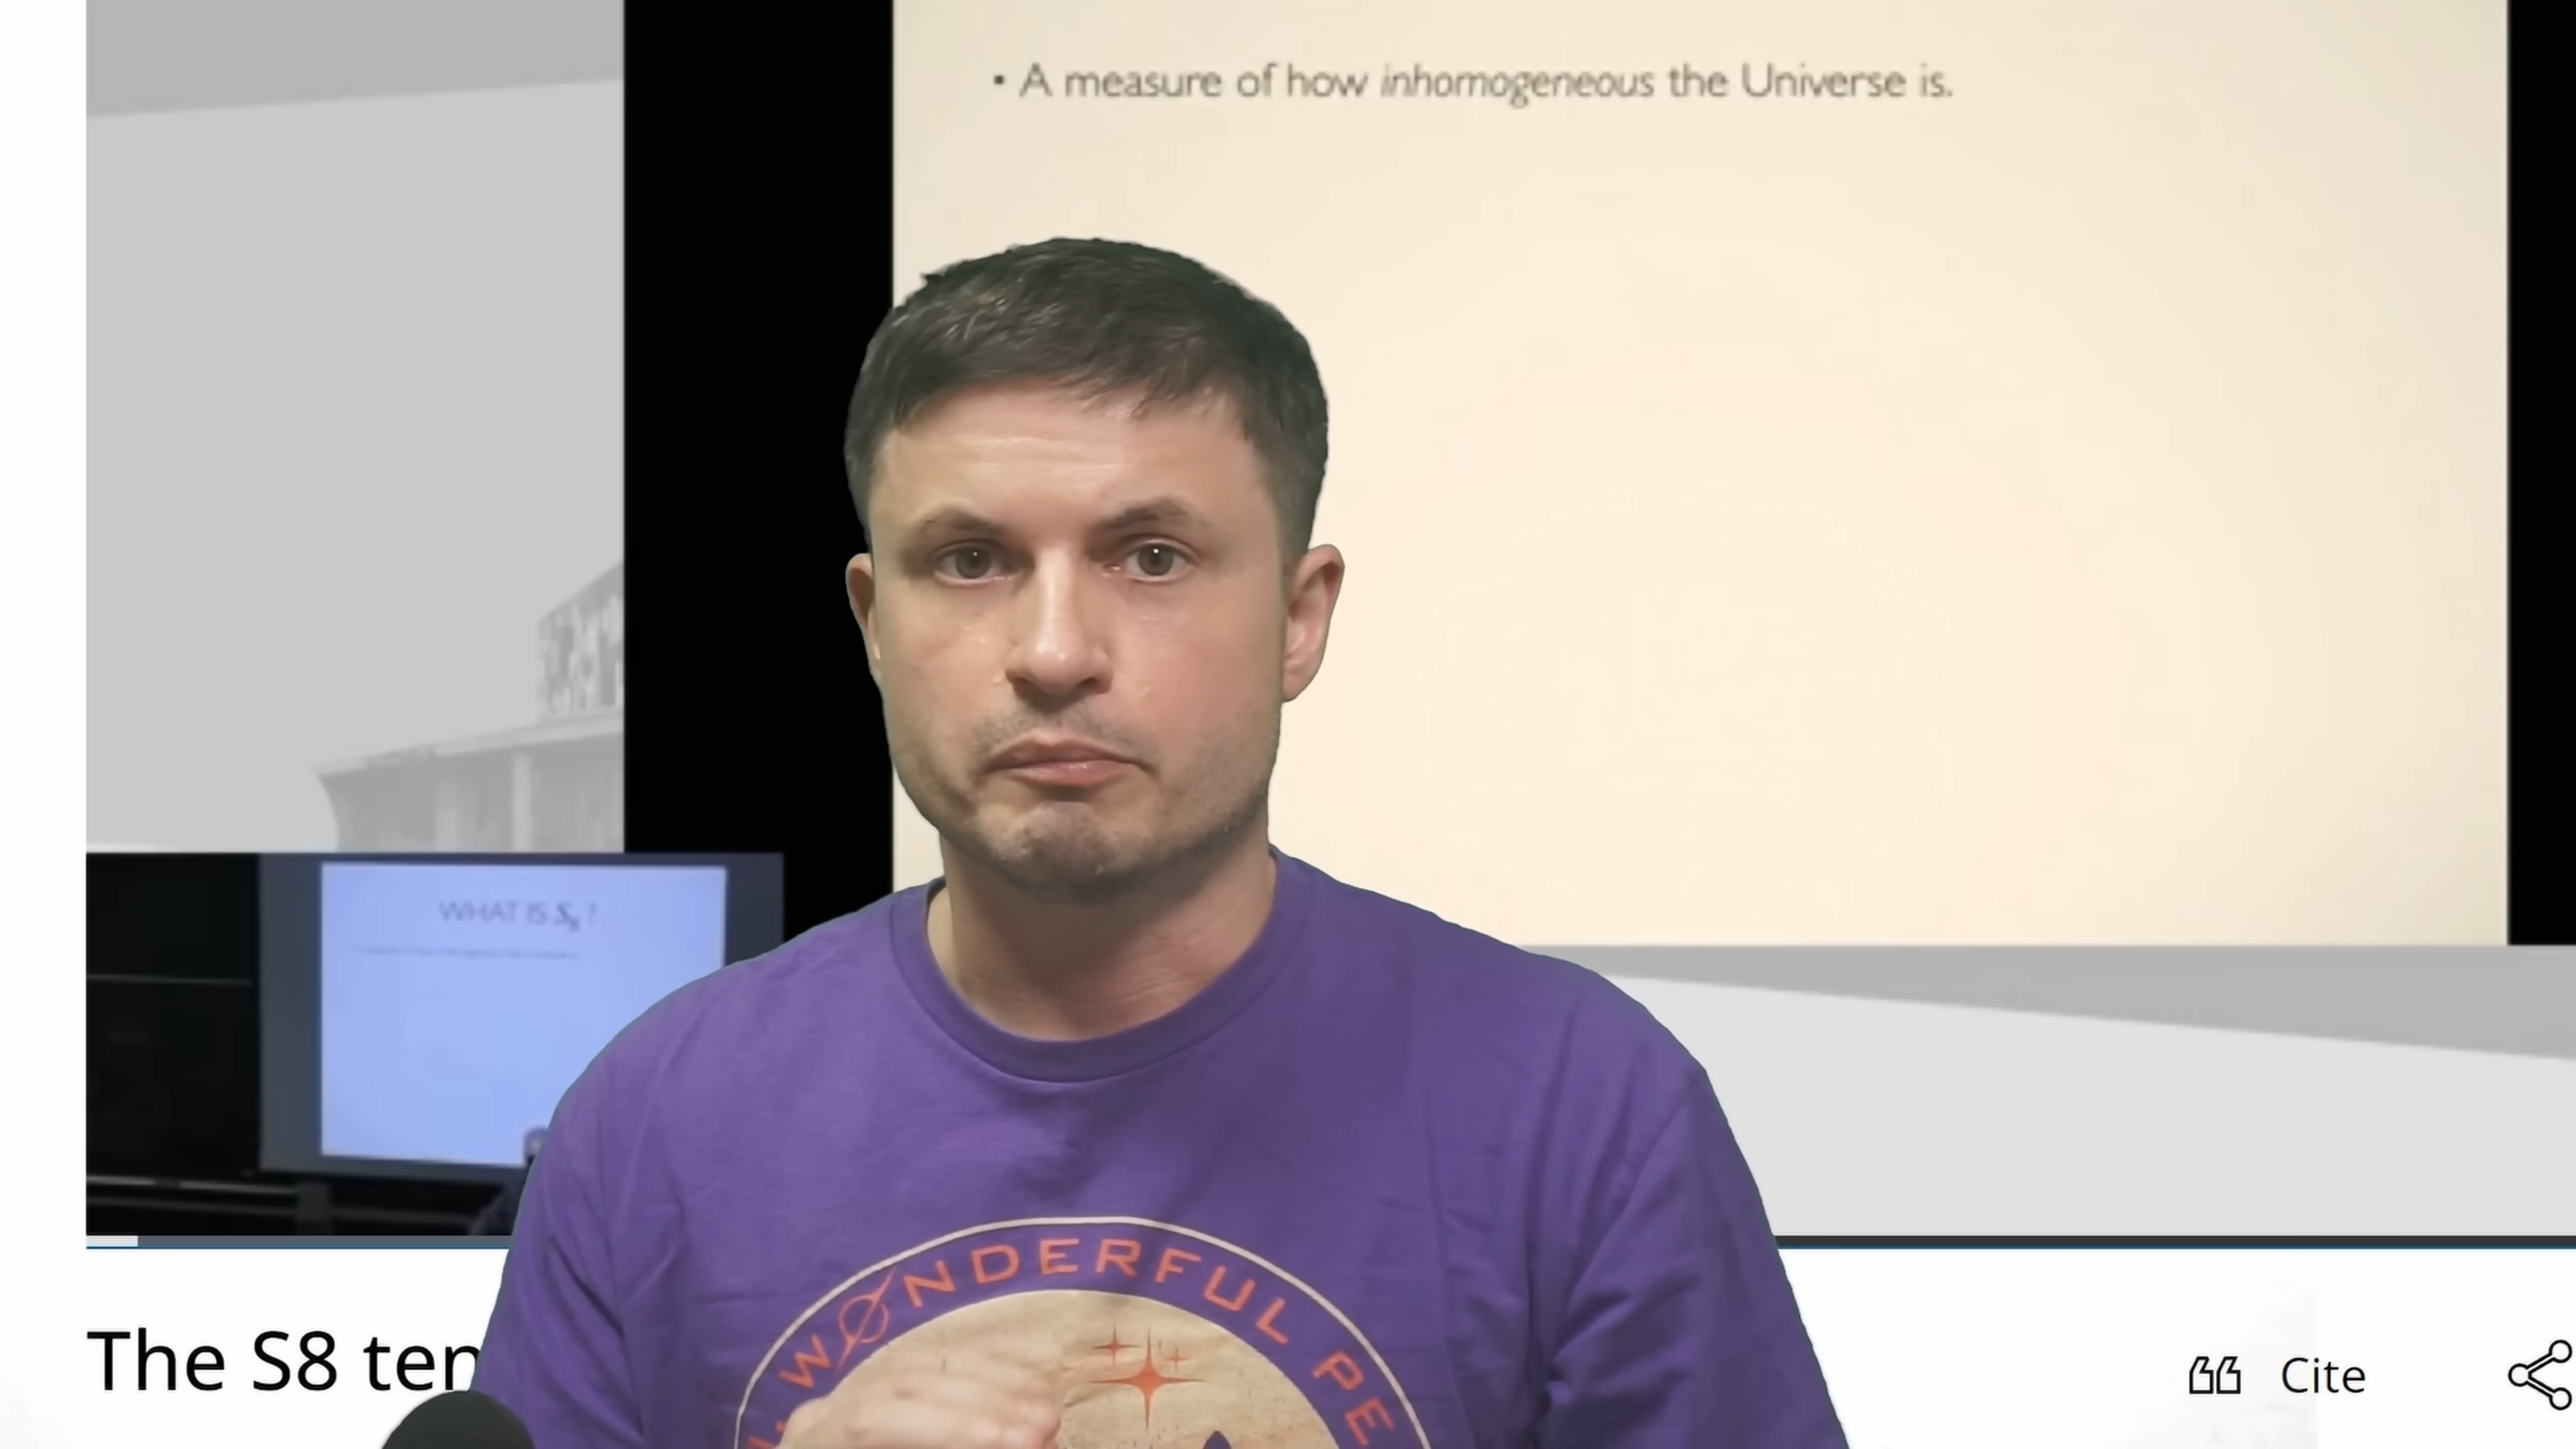 • A measure of how inhomogeneous the Universe is.
WHAT IS S8 ?
WONDERFUL PE
The S8 ten
Cite